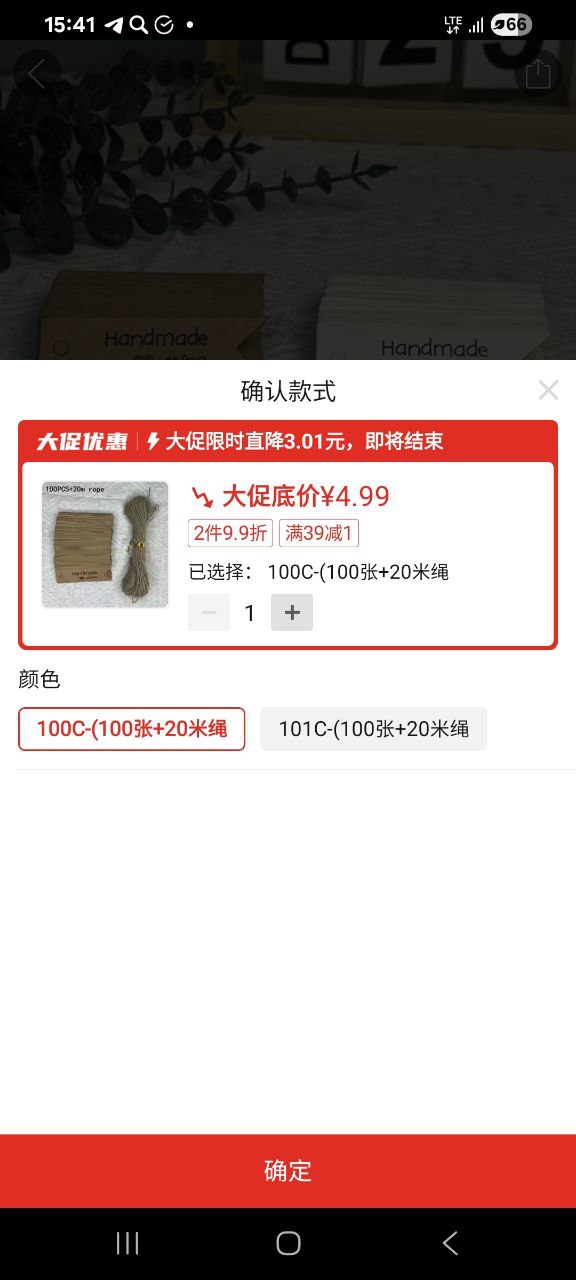 15:41
LTE
66
Handmade
Handmade
确认款式
大促优惠 大促限时直降3.01元，即将结束
100PCS+20m rope
大促底价¥4.99
2件9.9折 满39减1
handmade
已选择： 100C-(100张+20米绳
1
颜色
100C-(100张+20米绳 101C-(100张+20米绳
确定